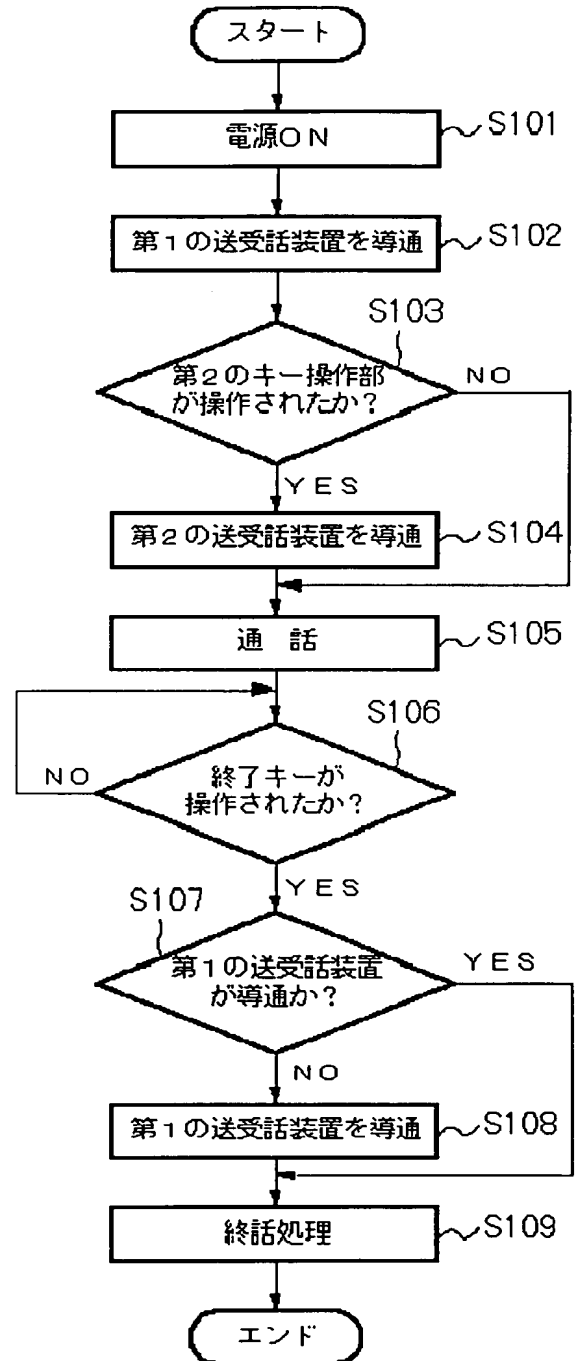 スタート
電源ON
S101
第1の送受話装置を導通
S102
S103
第2のキー操作部
が操作されたか?
NO
YES
第2の送受話装置を導通
S104
通 話
S105
S106
終了キーが
操作されたか?
NO
YES
S107
第1の送受話装置
が導通か?
YES
NO
第1の送受話装置を導通
S108
終話処理
S109
エンド